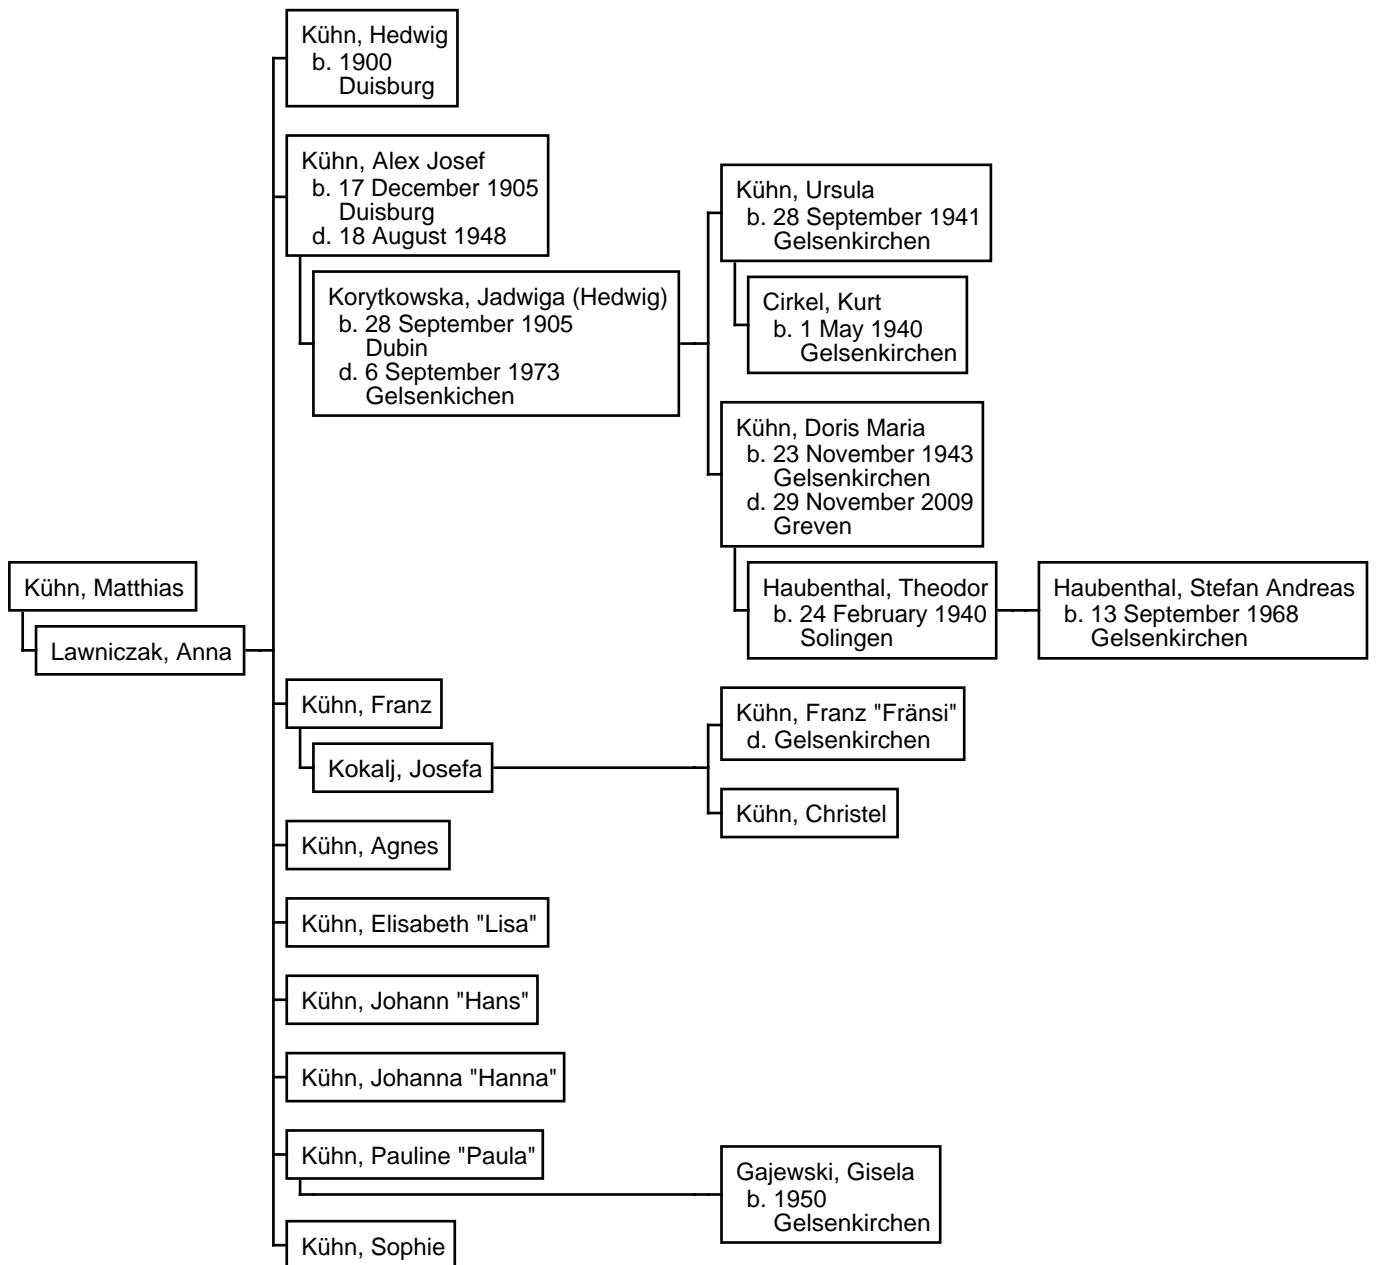 Kühn, Matthias
Lawniczak, Anna
Kühn, Hedwig
b. 1900
Duisburg
Kühn, Alex Josef
b. 17 December 1905
Duisburg
d. 18 August 1948
Korytkowska, Jadwiga (Hedwig)
b. 28 September 1905
Dubin
d. 6 September 1973
Gelsenkichen
Kühn, Ursula
b. 28 September 1941
Gelsenkirchen
Cirkel, Kurt
b. 1 May 1940
Gelsenkirchen
Kühn, Doris Maria
b. 23 November 1943
Gelsenkirchen
d. 29 November 2009
Greven
Haubenthal, Theodor
b. 24 February 1940
Solingen
Haubenthal, Stefan Andreas
b. 13 September 1968
Gelsenkirchen
Kühn, Franz
Kokalj, Josefa
Kühn, Franz "Fränsi"
d. Gelsenkirchen
Kühn, Christel
Kühn, Agnes
Kühn, Elisabeth "Lisa"
Kühn, Johann "Hans"
Kühn, Johanna "Hanna"
Kühn, Pauline "Paula"
Gajewski, Gisela
b. 1950
Gelsenkirchen
Kühn, Sophie